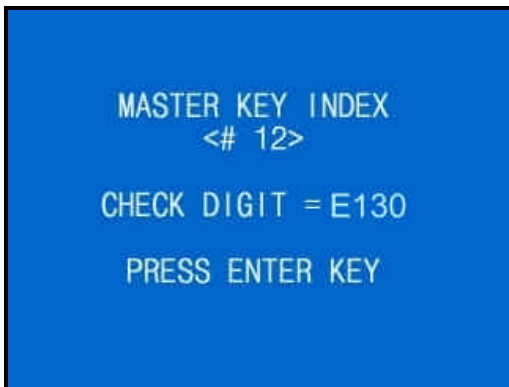 MASTER KEY INDEX
<# 12>
CHECK DIGIT = E130
PRESS ENTER KEY